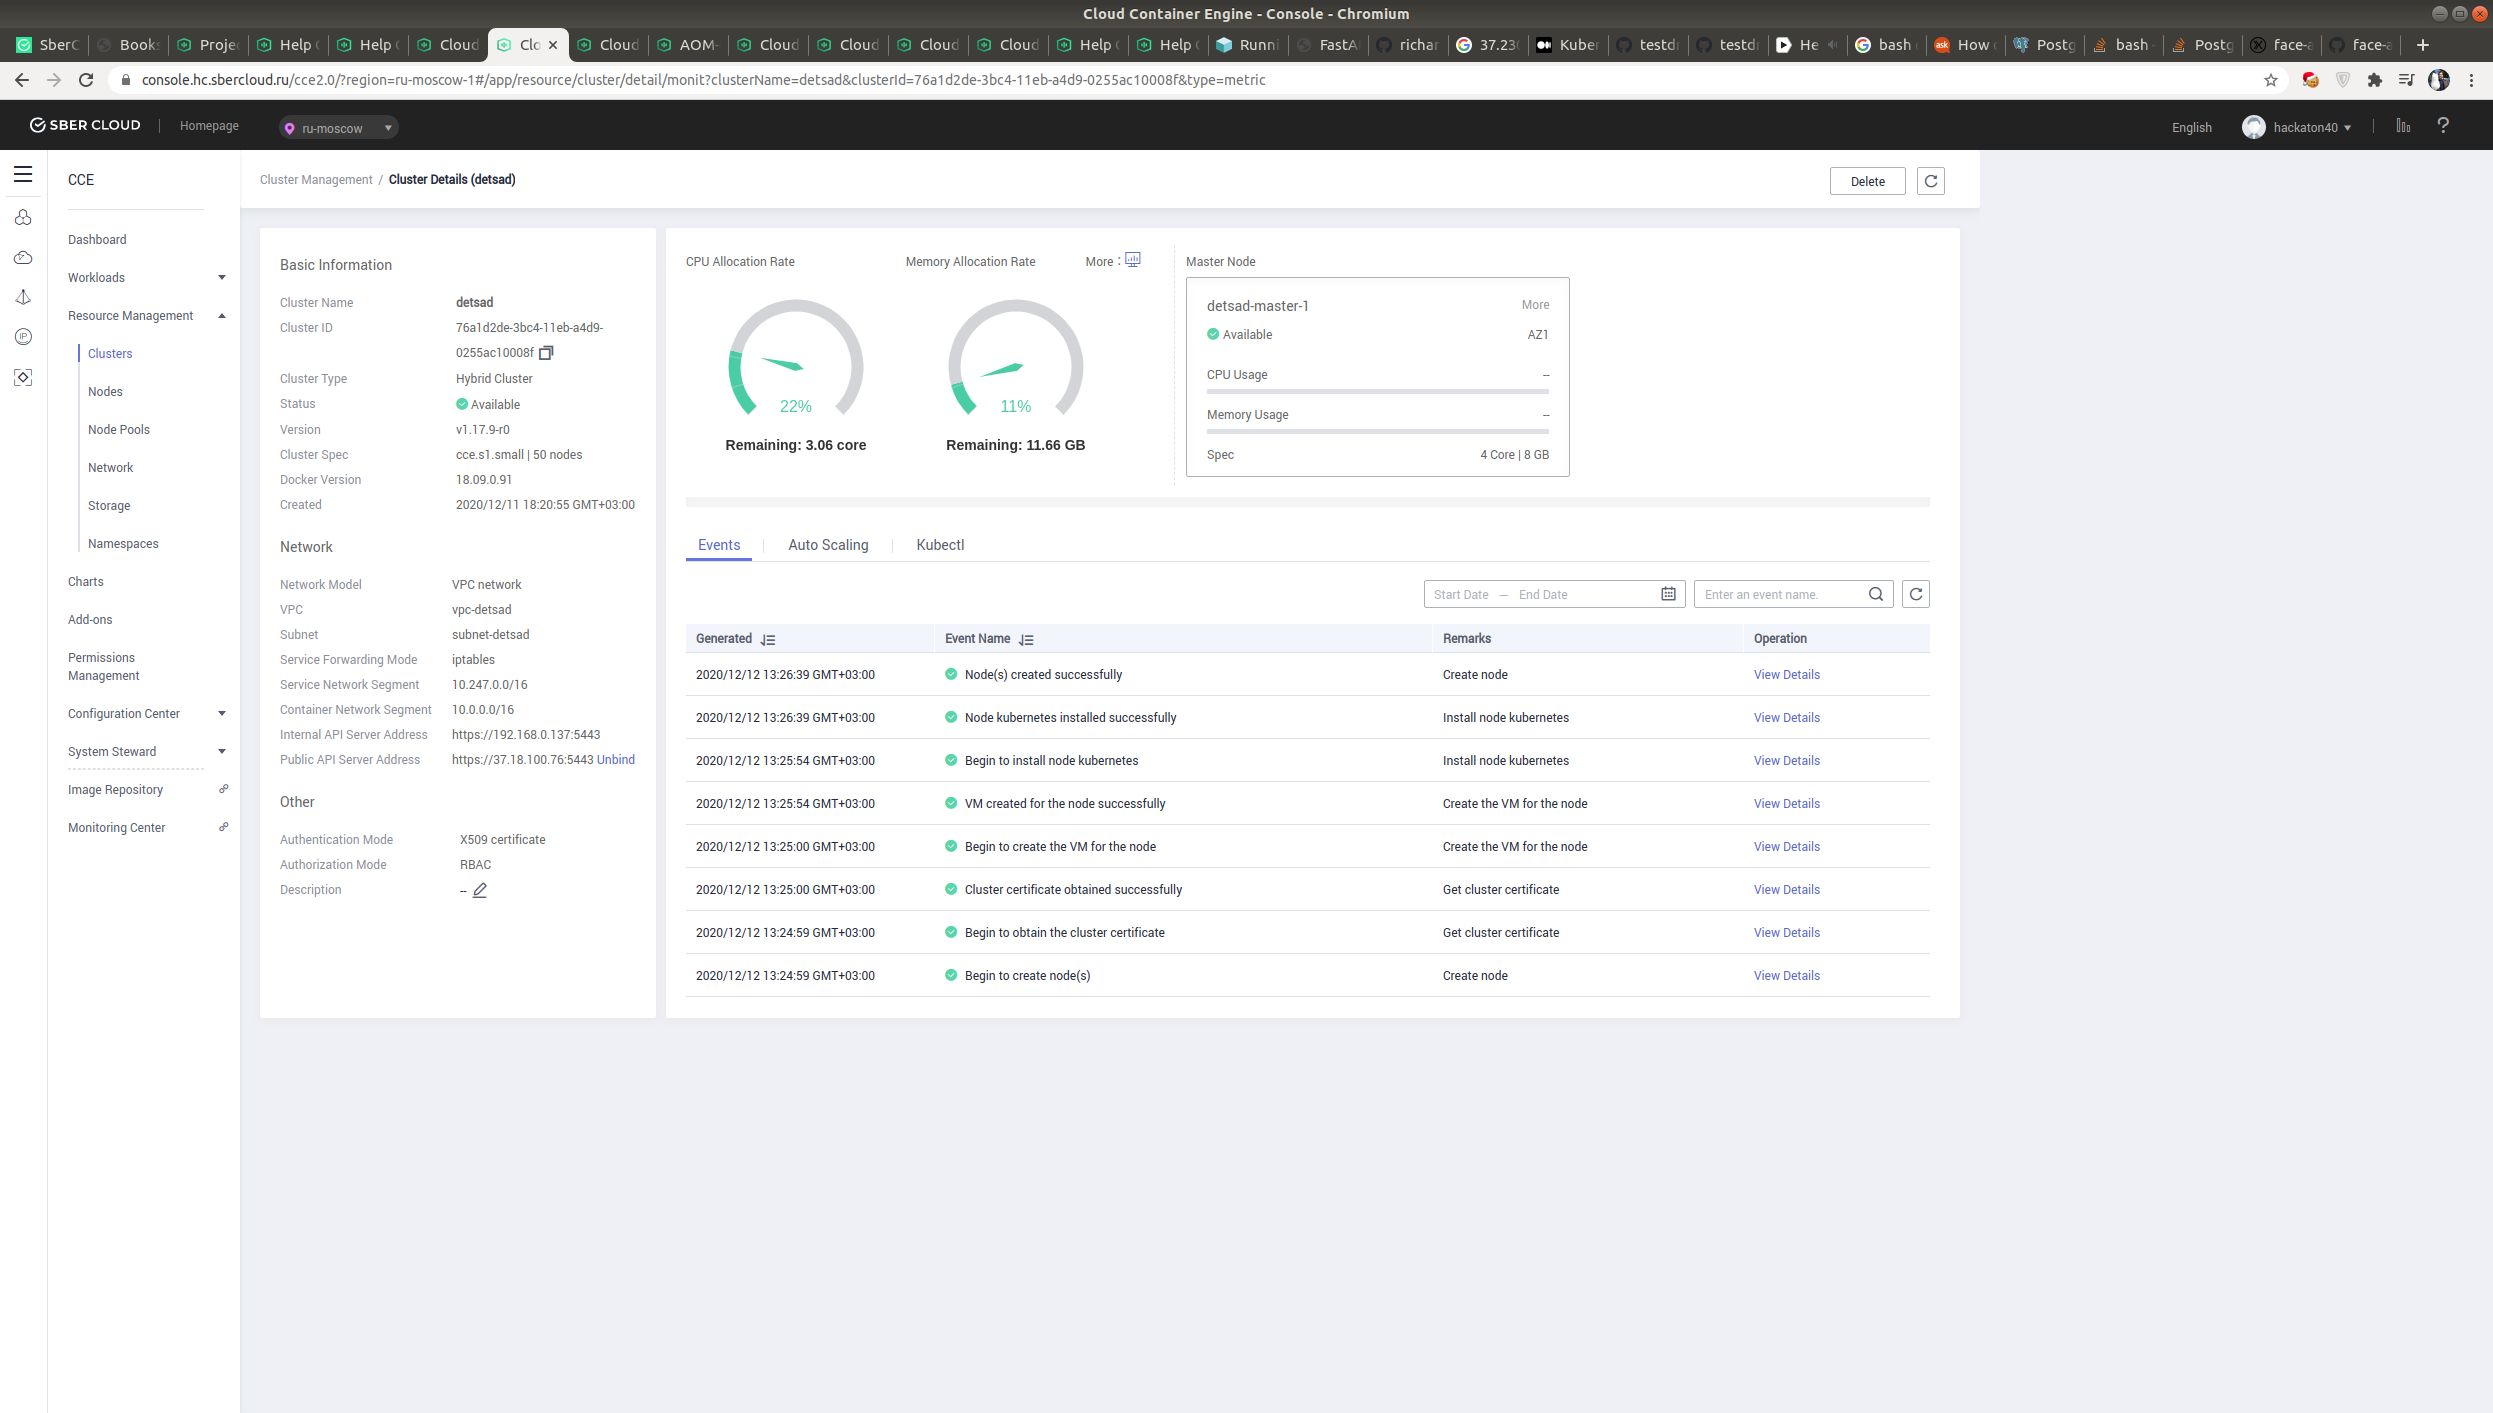 Cloud Container Engine - Console - Chromium
SberC Books Projec Help C Help C Cloud Clo Cloud AOM- Cloud Cloud Cloud Cloud Help C Help C Runni FastA richar 37.230 Kuber testd testd He bash How Postg bash Postg face-a face-a
console.hc.sbercloud.ru/cce2.0/?region=ru-moscow-1#/app/resource/cluster/detail/monit?clusterName=detsad&clusterId=76a1d2de-3bc4-11eb-a4d9-0255ac10008f&type=metric
SBER CLOUD Homepage ru-moscow English hackaton40
CCE
Dashboard
Workloads
Resource Management
Clusters
Nodes
Node Pools
Network
Storage
Namespaces
Charts
Add-ons
Permissions
Management
Configuration Center
System Steward
Image Repository
Monitoring Center
Cluster Management / Cluster Details (detsad)
Delete
Basic Information
Cluster Name detsad
Cluster ID 76a1d2de-3bc4-11eb-a4d9-
0255ac10008f
Cluster Type Hybrid Cluster
Status Available
Version v1.17.9-r0
Cluster Spec cce.s1.small | 50 nodes
Docker Version 18.09.0.91
Created 2020/12/11 18:20:55 GMT+03:00
Network
Network Model VPC network
VPC vpc-detsad
Subnet subnet-detsad
Service Forwarding Mode iptables
Service Network Segment 10.247.0.0/16
Container Network Segment 10.0.0.0/16
Internal API Server Address https://192.168.0.137:5443
Public API Server Address https://37.18.100.76:5443 Unbind
Other
Authentication Mode X509 certificate
Authorization Mode RBAC
Description --
CPU Allocation Rate Memory Allocation Rate More :
22% 11%
Remaining: 3.06 core Remaining: 11.66 GB
Master Node
detsad-master-1 More
Available AZ1
CPU Usage --
Memory Usage --
Spec 4 Core | 8 GB
Events Auto Scaling Kubectl
Start Date — End Date Enter an event name.
Generated Event Name Remarks Operation
2020/12/12 13:26:39 GMT+03:00 Node(s) created successfully Create node View Details
2020/12/12 13:26:39 GMT+03:00 Node kubernetes installed successfully Install node kubernetes View Details
2020/12/12 13:25:54 GMT+03:00 Begin to install node kubernetes Install node kubernetes View Details
2020/12/12 13:25:54 GMT+03:00 VM created for the node successfully Create the VM for the node View Details
2020/12/12 13:25:00 GMT+03:00 Begin to create the VM for the node Create the VM for the node View Details
2020/12/12 13:25:00 GMT+03:00 Cluster certificate obtained successfully Get cluster certificate View Details
2020/12/12 13:24:59 GMT+03:00 Begin to obtain the cluster certificate Get cluster certificate View Details
2020/12/12 13:24:59 GMT+03:00 Begin to create node(s) Create node View Details